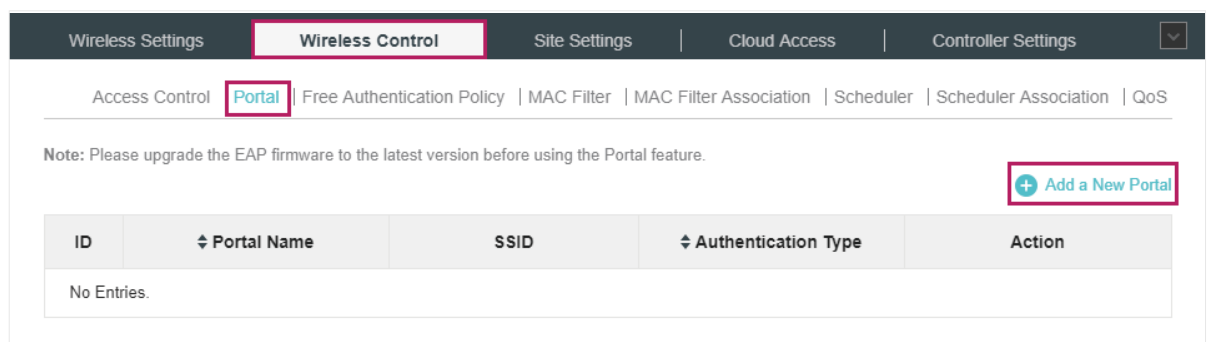 Wireless Settings Wireless Control Site Settings | Cloud Access | Controller Settings
Access Control Portal | Free Authentication Policy | MAC Filter | MAC Filter Association | Scheduler | Scheduler Association | QoS
Note: Please upgrade the EAP firmware to the latest version before using the Portal feature.
Add a New Portal
ID Portal Name SSID Authentication Type Action
No Entries.